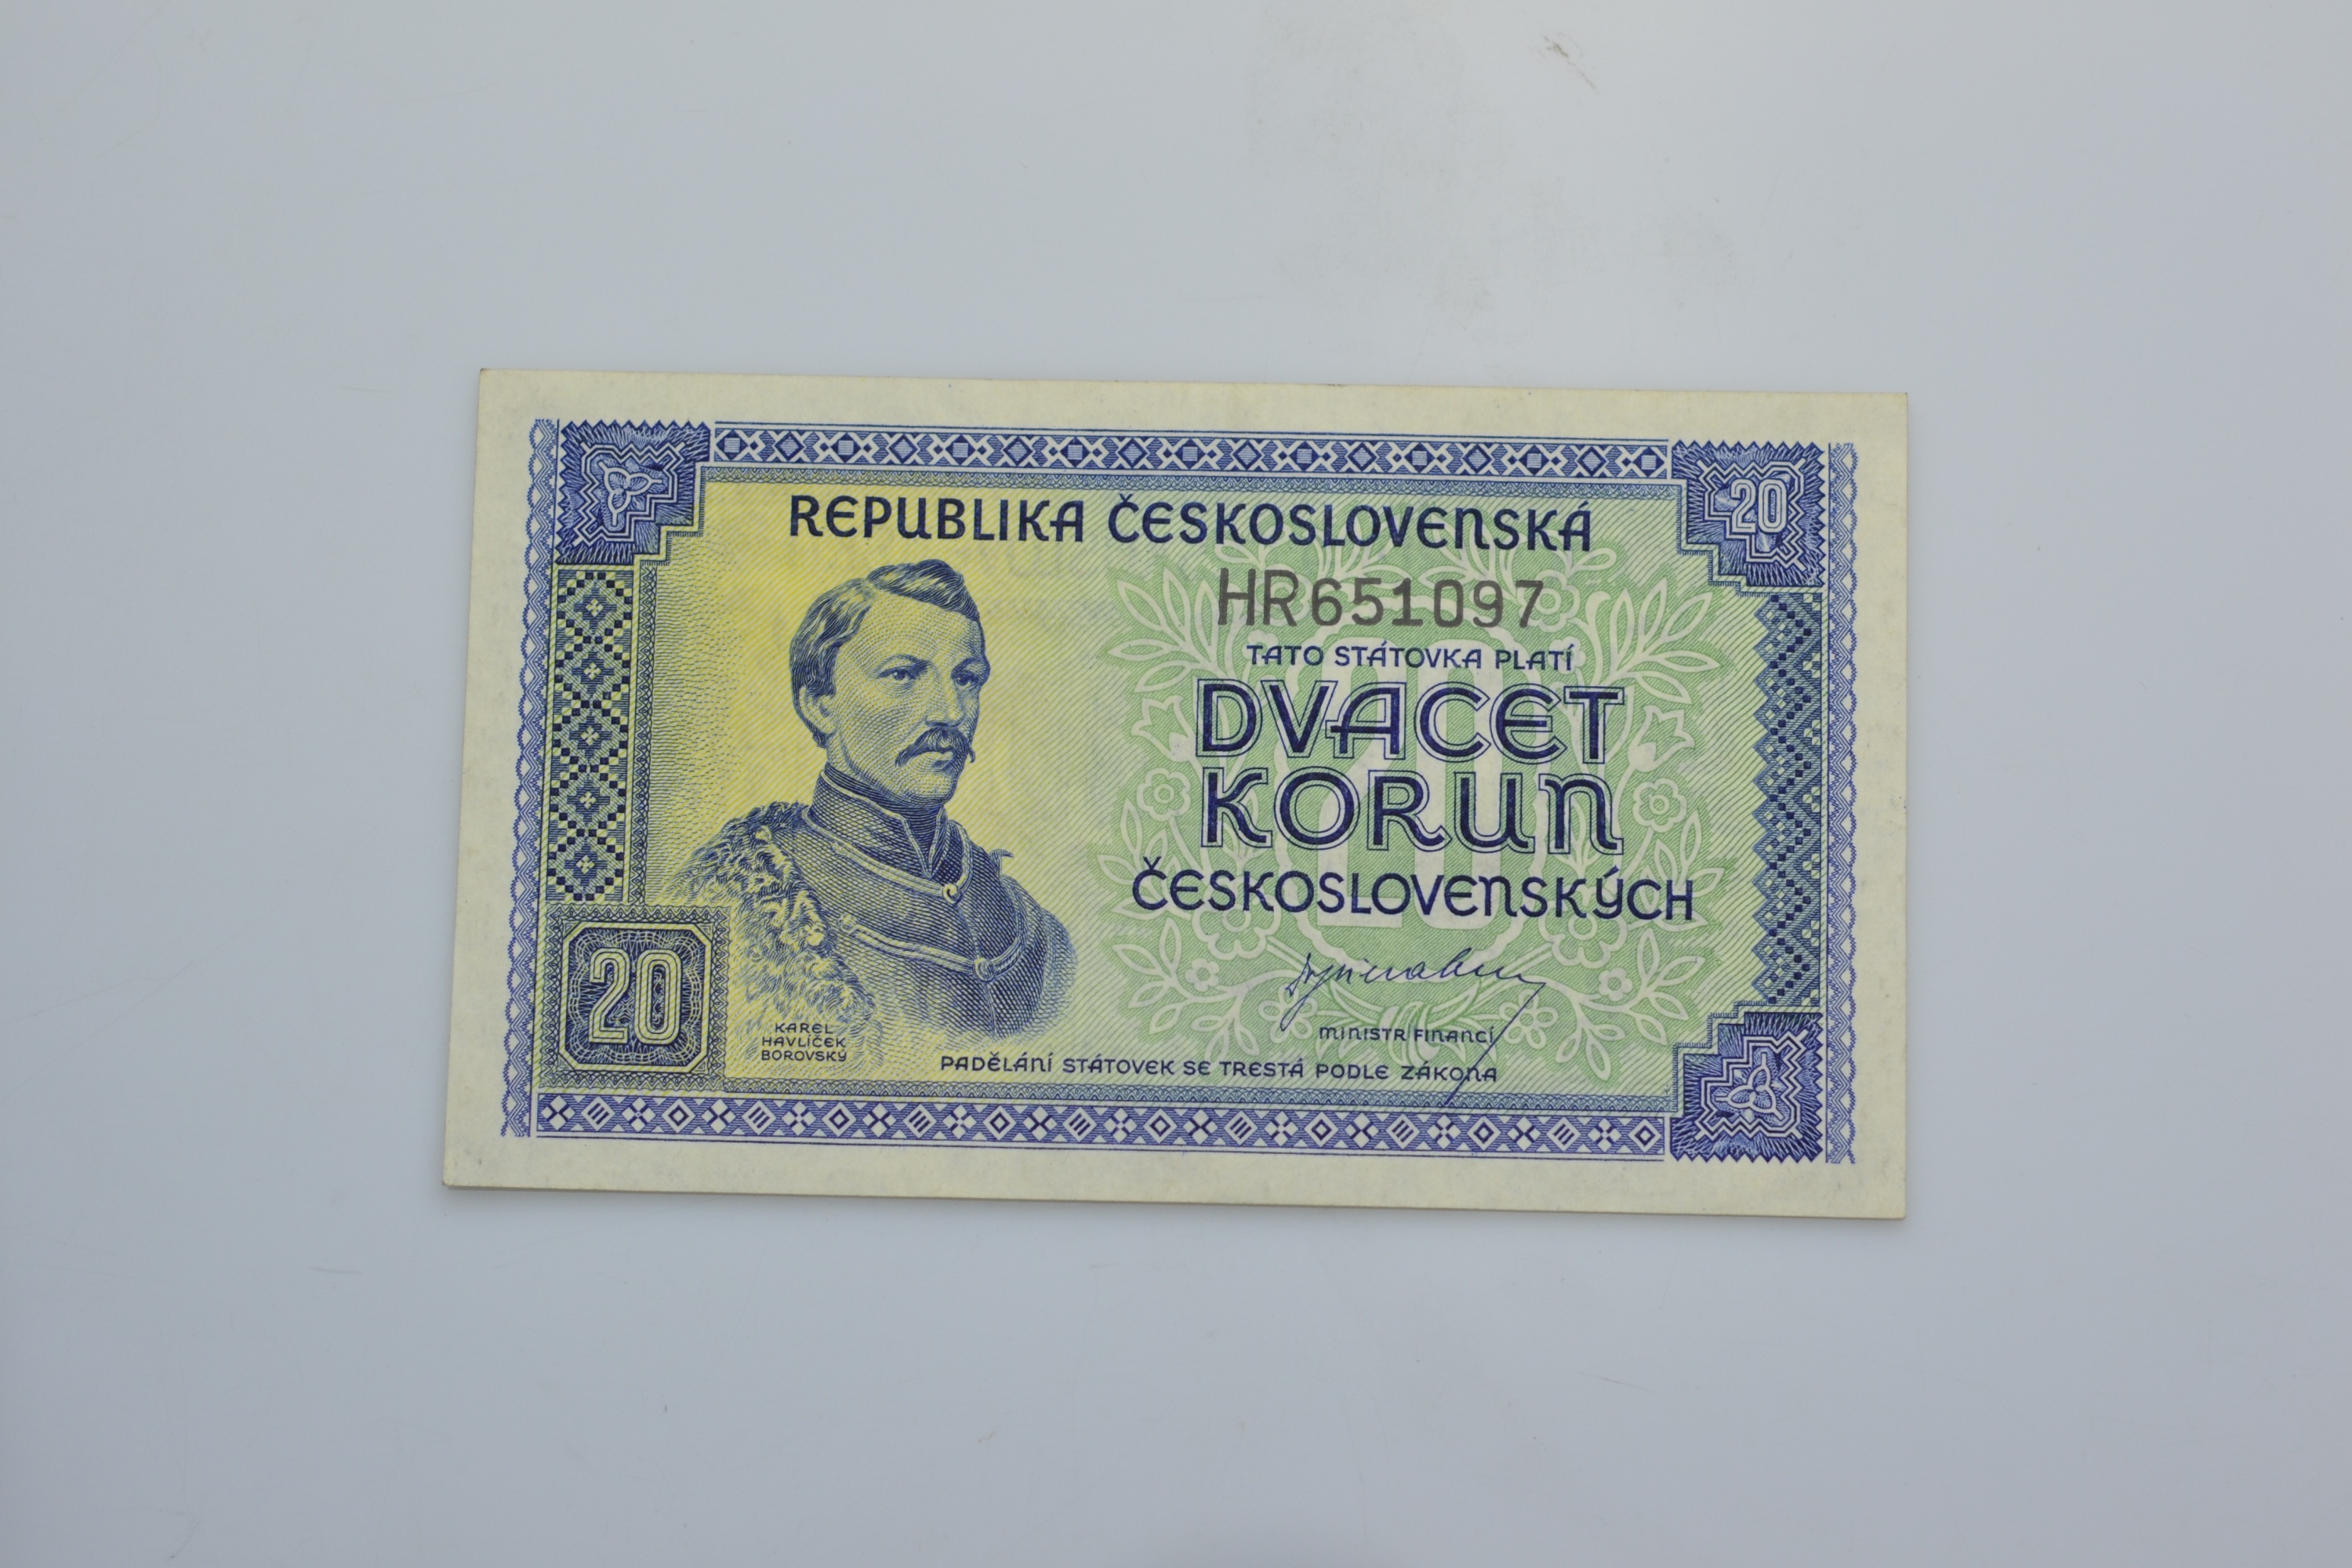 REPUBLIKA ČESKOSLOVENSKÁ
20
HR651097
TATO STÁTOVKA PLATÍ
DVACET
KORUN
ČESKOSLOVENSKÝCH
20
KAREL
HAVLÍČEK
BOROVSKÝ
MINISTR FINANCÍ
PADĚLÁNÍ STÁTOVEK SE TRESTÁ PODLE ZÁKONA